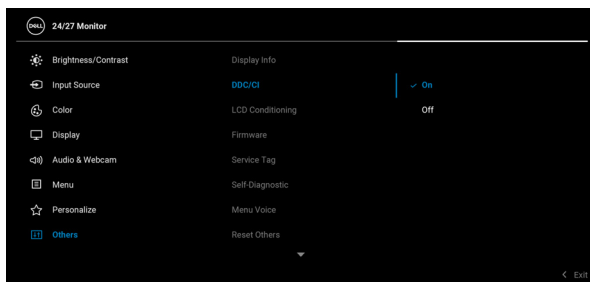 DELL 24/27 Monitor
Brightness/Contrast Display Info
Input Source DDC/CI On
Color LCD Conditioning Off
Display Firmware
Audio & Webcam Service Tag
Menu Self-Diagnostic
Personalize Menu Voice
Others Reset Others
Exit